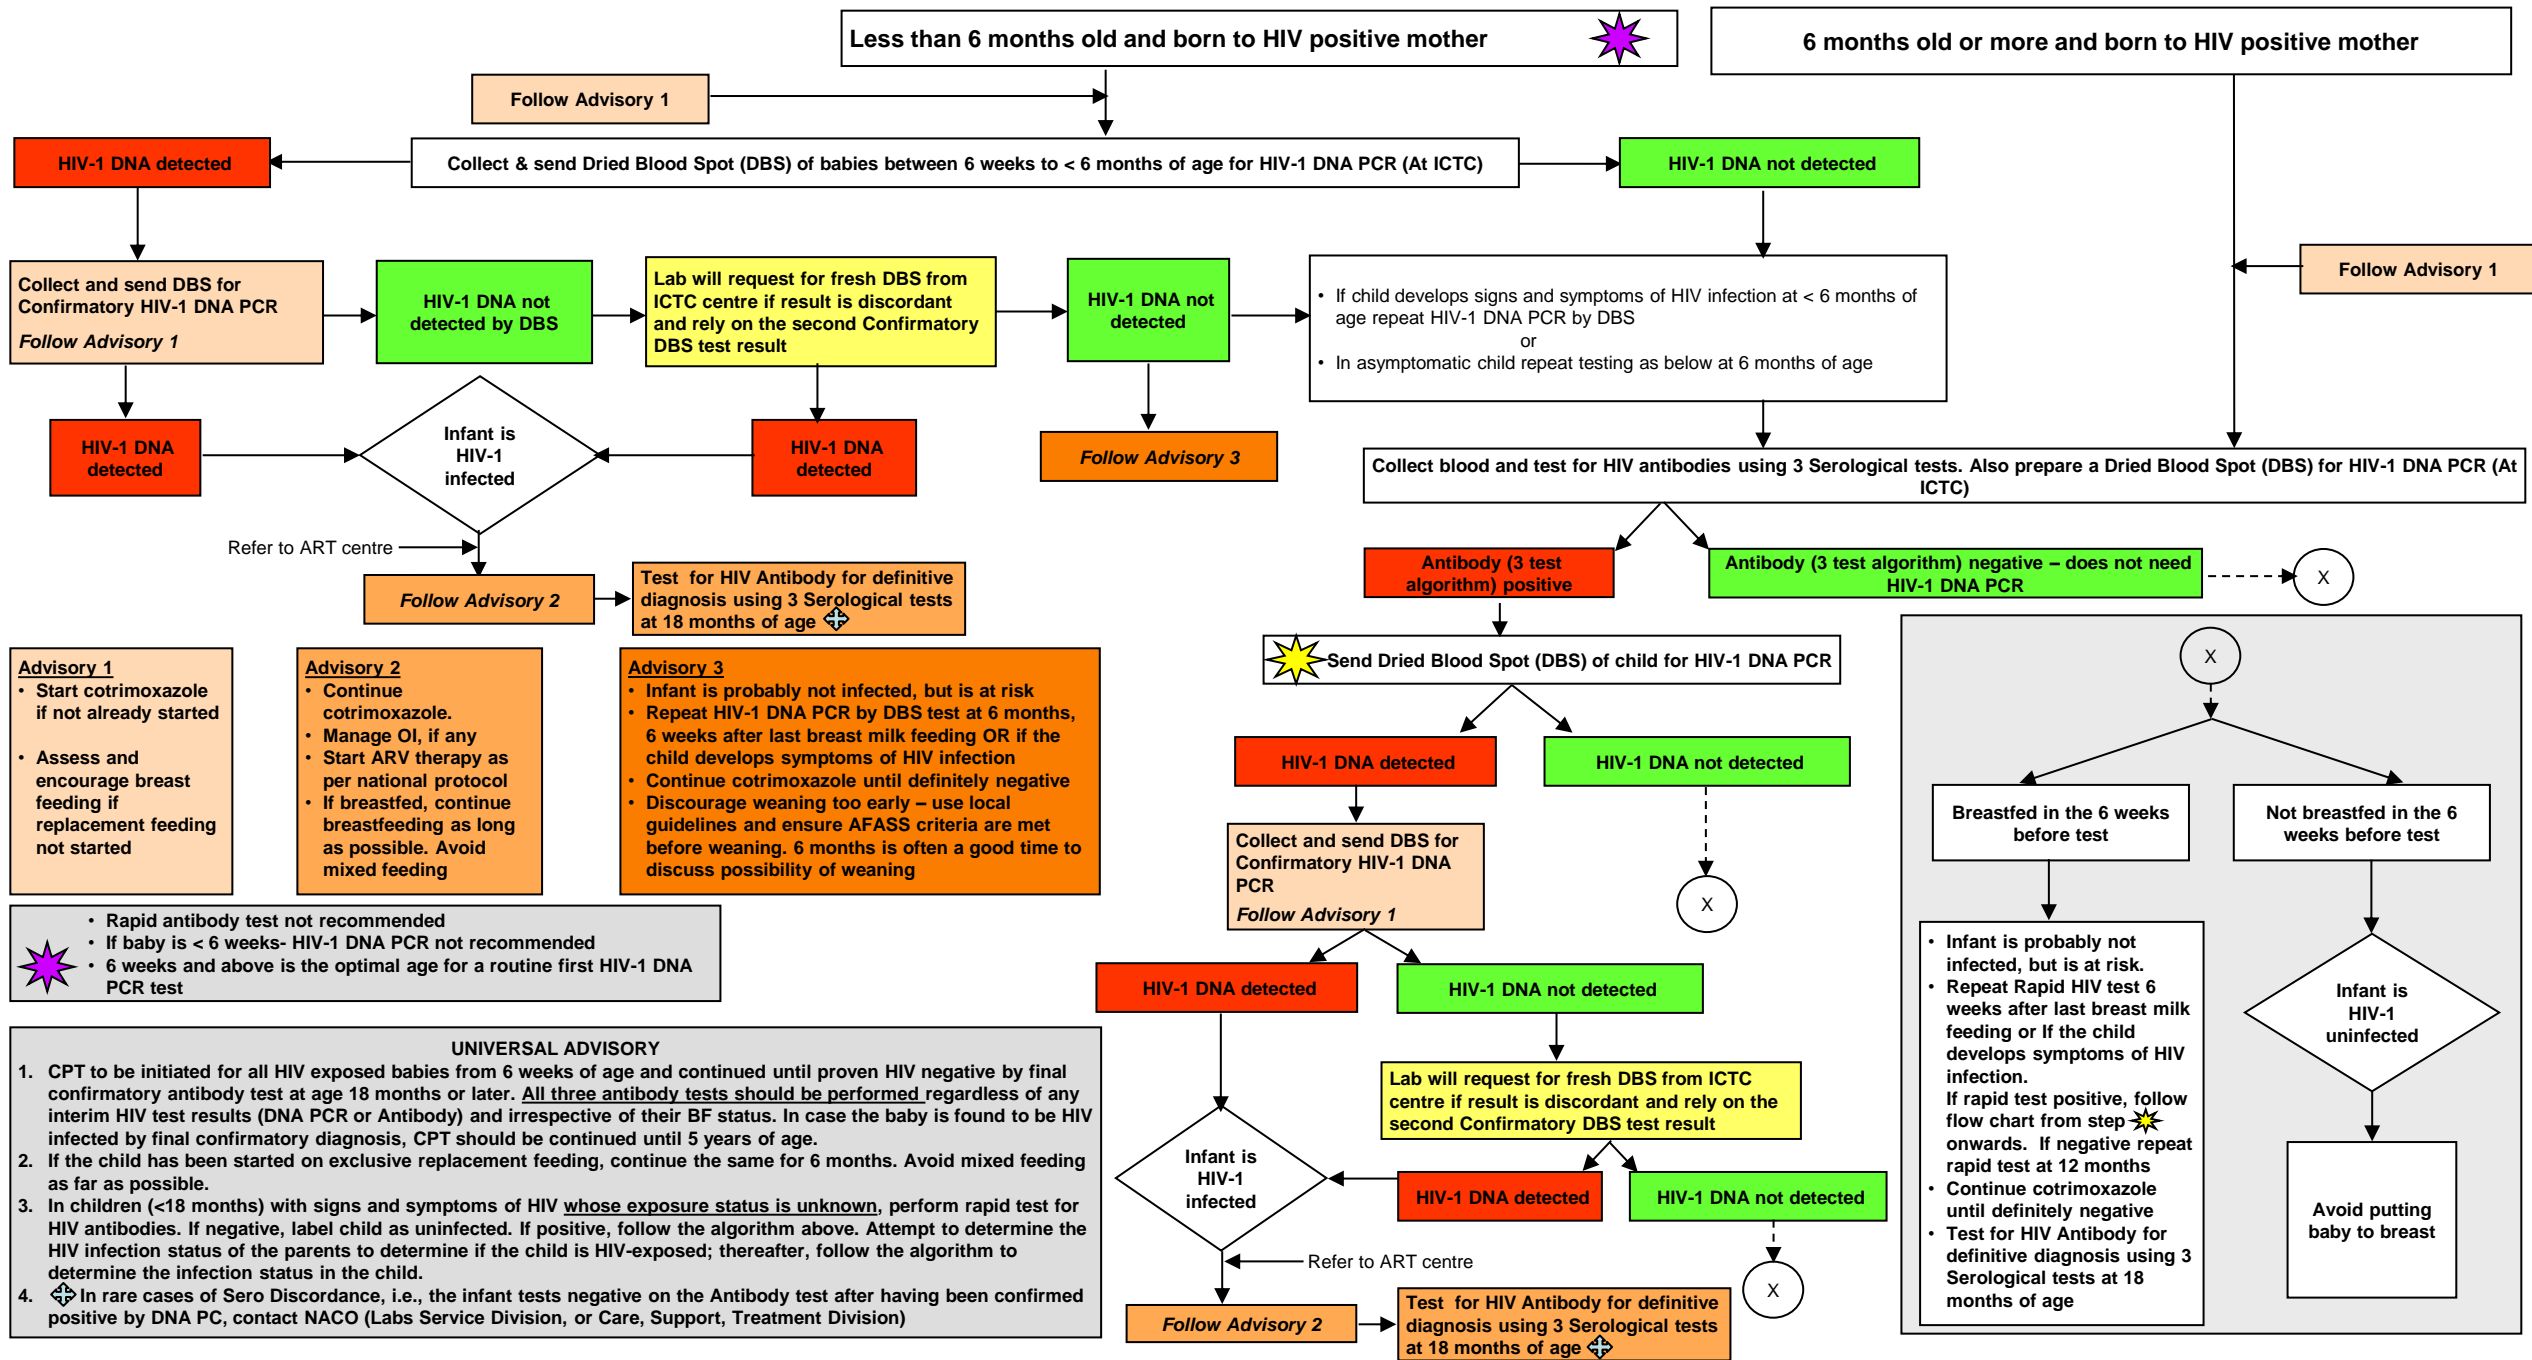 Less than 6 months old and born to HIV positive mother
6 months old or more and born to HIV positive mother
Follow Advisory 1
HIV-1 DNA detected
Collect & send Dried Blood Spot (DBS) of babies between 6 weeks to < 6 months of age for HIV-1 DNA PCR (At ICTC)
HIV-1 DNA not detected
Collect and send DBS for
Confirmatory HIV-1 DNA PCR
Follow Advisory 1
HIV-1 DNA not
detected by DBS
Lab will request for fresh DBS from
ICTC centre if result is discordant
and rely on the second Confirmatory
DBS test result
HIV-1 DNA not
detected
• If child develops signs and symptoms of HIV infection at < 6 months of
age repeat HIV-1 DNA PCR by DBS
or
• In asymptomatic child repeat testing as below at 6 months of age
Follow Advisory 1
HIV-1 DNA
detected
Infant is
HIV-1
infected
HIV-1 DNA
detected
Follow Advisory 3
Collect blood and test for HIV antibodies using 3 Serological tests. Also prepare a Dried Blood Spot (DBS) for HIV-1 DNA PCR (At
ICTC)
Refer to ART centre
Follow Advisory 2
Test for HIV Antibody for definitive
diagnosis using 3 Serological tests
at 18 months of age
Antibody (3 test
algorithm) positive
Antibody (3 test algorithm) negative – does not need
HIV-1 DNA PCR
X
Send Dried Blood Spot (DBS) of child for HIV-1 DNA PCR
Advisory 1
• Start cotrimoxazole
if not already started
• Assess and
encourage breast
feeding if
replacement feeding
not started
Advisory 2
• Continue
cotrimoxazole.
• Manage OI, if any
• Start ARV therapy as
per national protocol
• If breastfed, continue
breastfeeding as long
as possible. Avoid
mixed feeding
Advisory 3
• Infant is probably not infected, but is at risk
• Repeat HIV-1 DNA PCR by DBS test at 6 months,
6 weeks after last breast milk feeding OR if the
child develops symptoms of HIV infection
• Continue cotrimoxazole until definitely negative
• Discourage weaning too early – use local
guidelines and ensure AFASS criteria are met
before weaning. 6 months is often a good time to
discuss possibility of weaning
HIV-1 DNA detected
HIV-1 DNA not detected
Collect and send DBS for
Confirmatory HIV-1 DNA
PCR
Follow Advisory 1
X
HIV-1 DNA detected
HIV-1 DNA not detected
Lab will request for fresh DBS from ICTC
centre if result is discordant and rely on the
second Confirmatory DBS test result
Infant is
HIV-1
infected
HIV-1 DNA detected
HIV-1 DNA not detected
Refer to ART centre
X
Follow Advisory 2
Test for HIV Antibody for definitive
diagnosis using 3 Serological tests
at 18 months of age
X
Breastfed in the 6 weeks
before test
Not breastfed in the 6
weeks before test
• Infant is probably not
infected, but is at risk.
• Repeat Rapid HIV test 6
weeks after last breast milk
feeding or If the child
develops symptoms of HIV
infection.
If rapid test positive, follow
flow chart from step
onwards. If negative repeat
rapid test at 12 months
• Continue cotrimoxazole
until definitely negative
• Test for HIV Antibody for
definitive diagnosis using 3
Serological tests at 18
months of age
Infant is
HIV-1
uninfected
Avoid putting
baby to breast
• Rapid antibody test not recommended
• If baby is < 6 weeks- HIV-1 DNA PCR not recommended
• 6 weeks and above is the optimal age for a routine first HIV-1 DNA
PCR test
UNIVERSAL ADVISORY
1. CPT to be initiated for all HIV exposed babies from 6 weeks of age and continued until proven HIV negative by final
confirmatory antibody test at age 18 months or later. All three antibody tests should be performed regardless of any
interim HIV test results (DNA PCR or Antibody) and irrespective of their BF status. In case the baby is found to be HIV
infected by final confirmatory diagnosis, CPT should be continued until 5 years of age.
2. If the child has been started on exclusive replacement feeding, continue the same for 6 months. Avoid mixed feeding
as far as possible.
3. In children (<18 months) with signs and symptoms of HIV whose exposure status is unknown, perform rapid test for
HIV antibodies. If negative, label child as uninfected. If positive, follow the algorithm above. Attempt to determine the
HIV infection status of the parents to determine if the child is HIV-exposed; thereafter, follow the algorithm to
determine the infection status in the child.
4. In rare cases of Sero Discordance, i.e., the infant tests negative on the Antibody test after having been confirmed
positive by DNA PC, contact NACO (Labs Service Division, or Care, Support, Treatment Division)